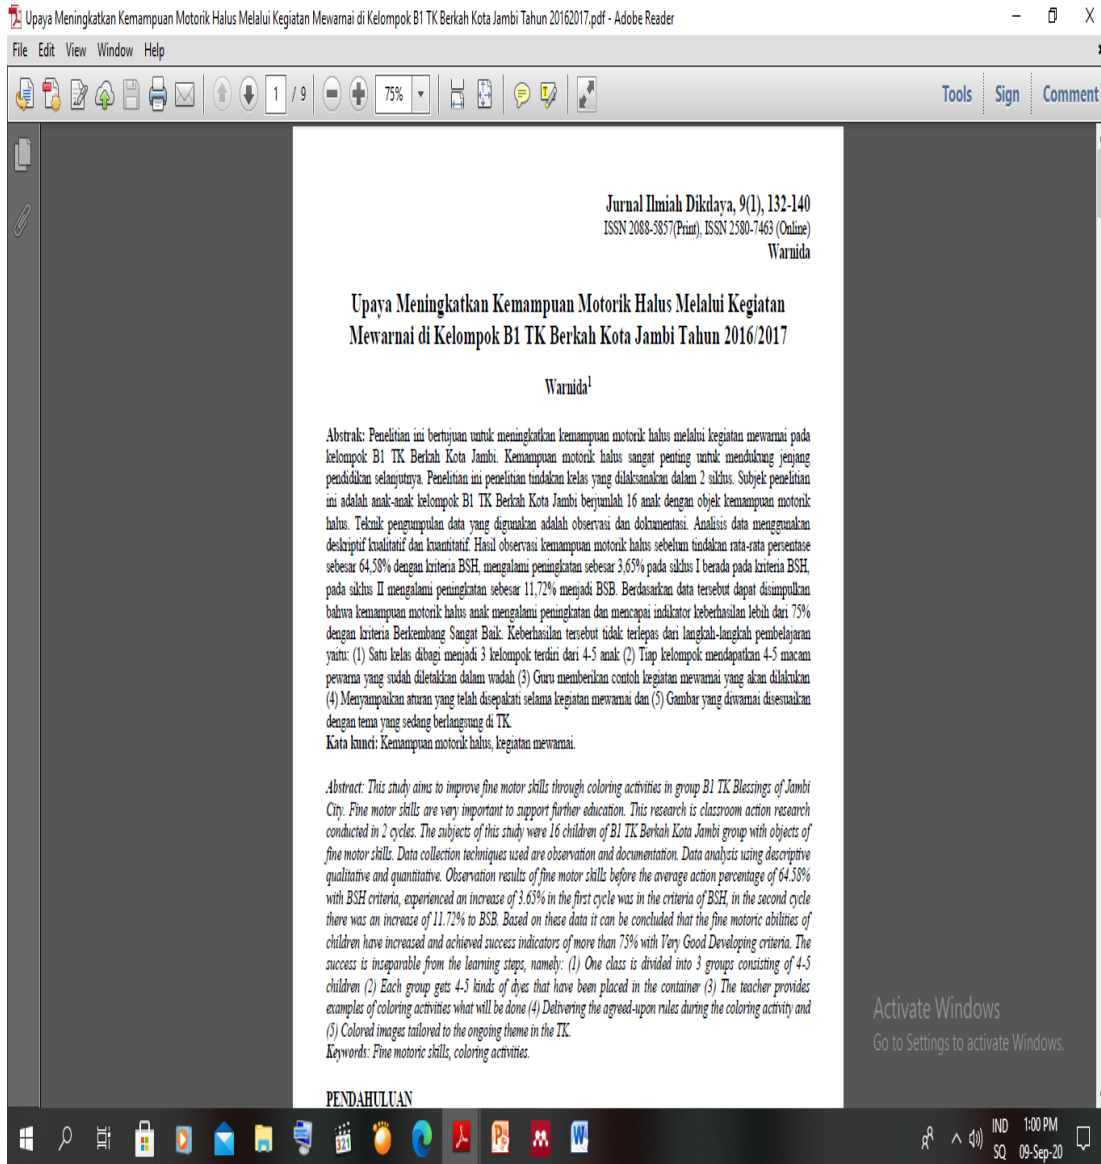 Upaya Meningkatkan Kemampuan Motorik Halus Melalui Kegiatan Mewarnai di Kelompok B1 TK Berkah Kota Jambi Tahun 20162017.pdf - Adobe Reader
File Edit View Window Help
1 / 9 75% Tools Sign Comment
Jurnal Ilmiah Dikdaya, 9(1), 132-140
ISSN 2088-5857(Print), ISSN 2580-7463 (Online)
Warnida
Upaya Meningkatkan Kemampuan Motorik Halus Melalui Kegiatan
Mewarnai di Kelompok B1 TK Berkah Kota Jambi Tahun 2016/2017
Warnida1
Abstrak: Penelitian ini bertujuan untuk meningkatkan kemampuan motorik halus melalui kegiatan mewarnai pada
kelompok B1 TK Berkah Kota Jambi. Kemampuan motorik halus sangat penting untuk mendukung jenjang
pendidikan selanjutnya. Penelitian ini penelitian tindakan kelas yang dilaksanakan dalam 2 siklus. Subjek penelitian
ini adalah anak-anak kelompok B1 TK Berkah Kota Jambi berjumlah 16 anak dengan objek kemampuan motorik
halus. Teknik pengumpulan data yang digunakan adalah observasi dan dokumentasi. Analisis data menggunakan
deskriptif kualitatif dan kuantitatif. Hasil observasi kemampuan motorik halus sebelum tindakan rata-rata persentase
sebesar 64,58% dengan kriteria BSH, mengalami peningkatan sebesar 3,65% pada siklus I berada pada kriteria BSH,
pada siklus II mengalami peningkatan sebesar 11,72% menjadi BSB. Berdasarkan data tersebut dapat disimpulkan
bahwa kemampuan motorik halus anak mengalami peningkatan dan mencapai indikator keberhasilan lebih dari 75%
dengan kriteria Berkembang Sangat Baik. Keberhasilan tersebut tidak terlepas dari langkah-langkah pembelajaran
yaitu: (1) Satu kelas dibagi menjadi 3 kelompok terdiri dari 4-5 anak (2) Tiap kelompok mendapatkan 4-5 macam
pewarna yang sudah diletakkan dalam wadah (3) Guru memberikan contoh kegiatan mewarnai yang akan dilakukan
(4) Menyampaikan aturan yang telah disepakati selama kegiatan mewarnai dan (5) Gambar yang diwarnai disesuaikan
dengan tema yang sedang berlangsung di TK.
Kata kunci: Kemampuan motorik halus, kegiatan mewarnai.
Abstract: This study aims to improve fine motor skills through coloring activities in group B1 TK Blessings of Jambi
City. Fine motor skills are very important to support further education. This research is classroom action research
conducted in 2 cycles. The subjects of this study were 16 children of B1 TK Berkah Kota Jambi group with objects of
fine motor skills. Data collection techniques used are observation and documentation. Data analysis using descriptive
qualitative and quantitative. Observation results of fine motor skills before the average action percentage of 64.58%
with BSH criteria, experienced an increase of 3.65% in the first cycle was in the criteria of BSH, in the second cycle
there was an increase of 11.72% to BSB. Based on these data it can be concluded that the fine motoric abilities of
children have increased and achieved success indicators of more than 75% with Very Good Developing criteria. The
success is inseparable from the learning steps, namely: (1) One class is divided into 3 groups consisting of 4-5
children (2) Each group gets 4-5 kinds of dyes that have been placed in the container (3) The teacher provides
examples of coloring activities what will be done (4) Delivering the agreed-upon rules during the coloring activity and
(5) Colored images tailored to the ongoing theme in the TK.
Keywords: Fine motoric skills, coloring activities.
PENDAHULUAN
Activate Windows
Go to Settings to activate Windows.
321
IND 1:00 PM
SQ 09-Sep-20